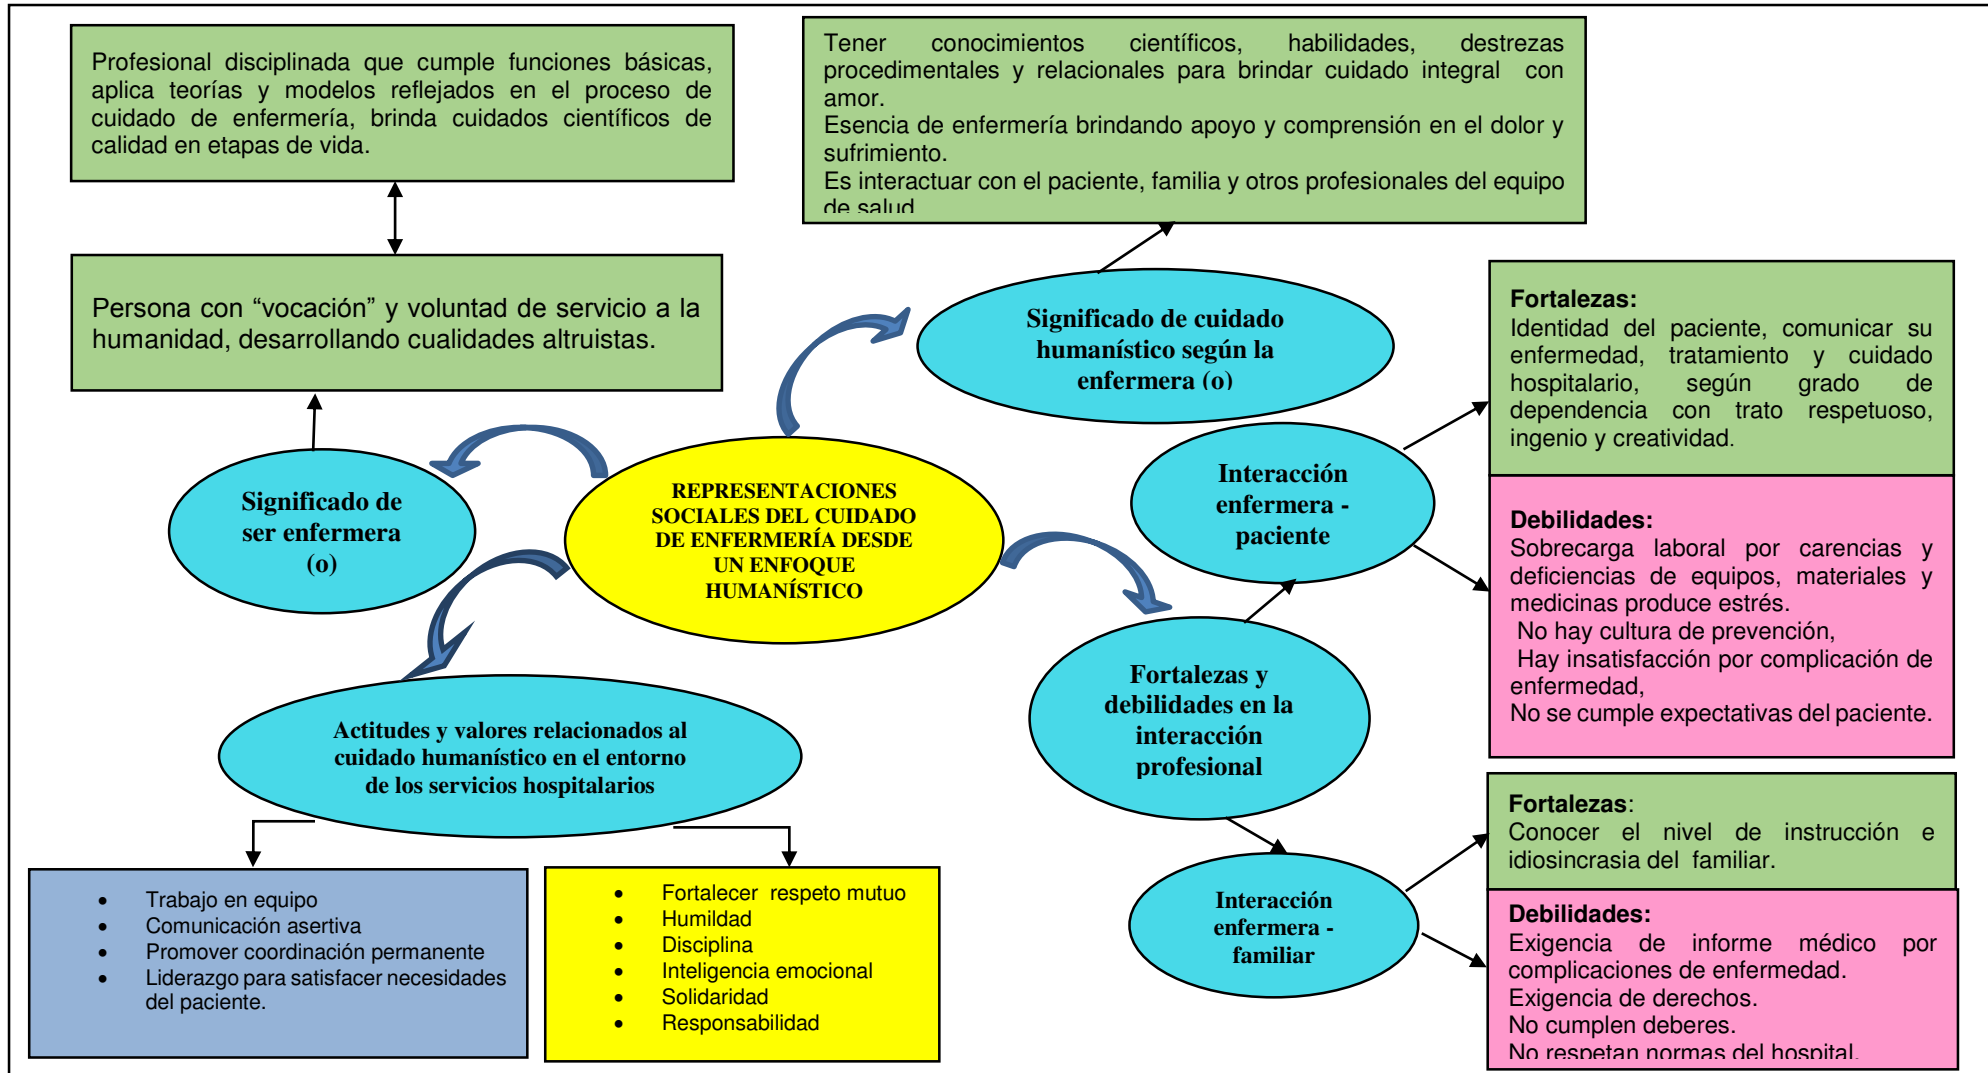 Profesional disciplinada que cumple funciones básicas,
aplica teorías y modelos reflejados en el proceso de
cuidado de enfermería, brinda cuidados científicos de
calidad en etapas de vida.
Tener conocimientos científicos, habilidades, destrezas
procedimentales y relacionales para brindar cuidado integral con
amor.
Esencia de enfermería brindando apoyo y comprensión en el dolor y
sufrimiento.
Es interactuar con el paciente, familia y otros profesionales del equipo
de salud
Persona con “vocación” y voluntad de servicio a la
humanidad, desarrollando cualidades altruistas.
Significado de cuidado
humanístico según la
enfermera (o)
Fortalezas:
Identidad del paciente, comunicar su
enfermedad, tratamiento y cuidado
hospitalario, según grado de
dependencia con trato respetuoso,
ingenio y creatividad.
Significado de
ser enfermera
(o)
REPRESENTACIONES
SOCIALES DEL CUIDADO
DE ENFERMERÍA DESDE
UN ENFOQUE
HUMANÍSTICO
Interacción
enfermera -
paciente
Debilidades:
Sobrecarga laboral por carencias y
deficiencias de equipos, materiales y
medicinas produce estrés.
No hay cultura de prevención,
Hay insatisfacción por complicación de
enfermedad,
No se cumple expectativas del paciente.
Fortalezas y
debilidades en la
interacción
profesional
Actitudes y valores relacionados al
cuidado humanístico en el entorno
de los servicios hospitalarios
Fortalezas:
Conocer el nivel de instrucción e
idiosincrasia del familiar.
Interacción
enfermera -
familiar
Debilidades:
Exigencia de informe médico por
complicaciones de enfermedad.
Exigencia de derechos.
No cumplen deberes.
No respetan normas del hospital.
• Trabajo en equipo
• Comunicación asertiva
• Promover coordinación permanente
• Liderazgo para satisfacer necesidades
del paciente.
• Fortalecer respeto mutuo
• Humildad
• Disciplina
• Inteligencia emocional
• Solidaridad
• Responsabilidad